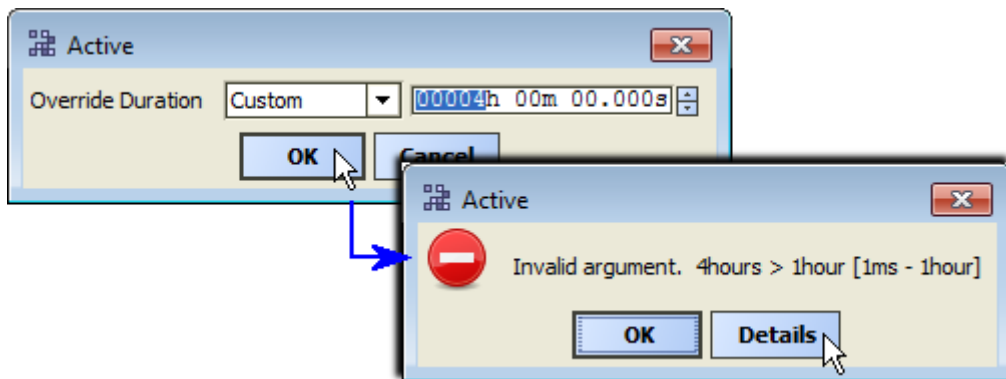 Active
Override Duration Custom 00004h 00m 00.000s
OK Cancel
Active
Invalid argument. 4hours > 1hour [1ms - 1hour]
OK Details